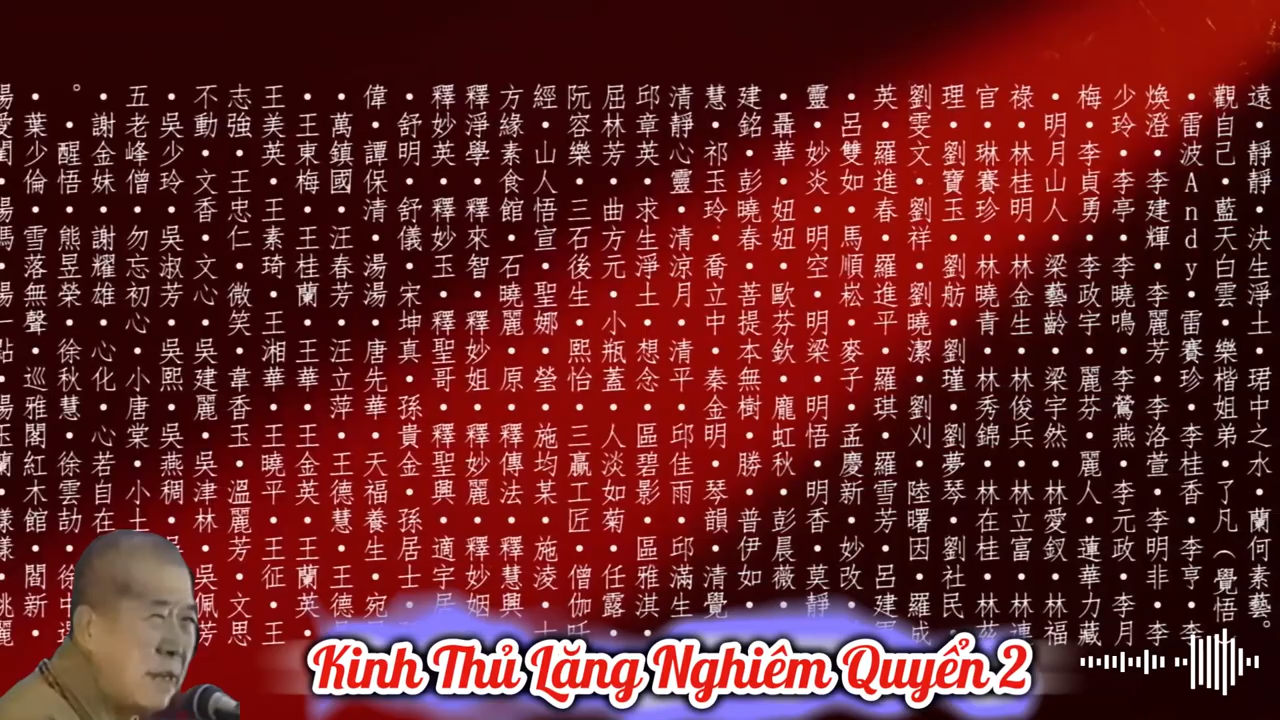 遠・靜靜・決生淨土・珺中之水・蘭何素藝。
觀自己・藍天白雲・樂楷姐弟・了凡（覺悟
・雷波Andy・雷賽珍・李桂香・李亨・李
煥澄・李建輝・李麗芳・李洛萱・李明非・李
少玲・李亭・李曉鳴・李鶯燕・李元政・李月
梅・李貞勇・李政宇・麗芬・麗人・蓮華力藏
・明月山人・梁藝齡・梁宇然・林愛釵・林福
祿・林桂明・林金生・林俊兵・林立富・林連
官・琳賽珍・林曉青・林秀錦・林在桂・林
理・劉寶玉・劉舫・劉瑾・劉夢琴・劉社民
劉雯文・劉祥・劉曉潔・劉刈・陸曙因・羅成
英・羅進春・羅進平・羅琪・羅雪芳・呂建
・呂雙如・馬順崧・麥子・孟慶新・妙改・
靈・妙炎・明空・明梁・明悟・明香・莫靜
・聶華・妞妞・歐芬欽・龐虹秋・彭晨薇・
建銘・彭曉春・菩提本無樹・勝・普伊如・
慧・祁玉玲・喬立中・秦金明・琴韻・清覺・
清靜心靈・清涼月・清平・邱佳雨・邱滿生
邱章英・求生淨土・想念・區碧影・區雅淇・
屈林芳・曲方元・小瓶蓋・人淡如菊・任露・
阮容樂・三石後生・熙怡・三贏工匠・僧伽吒
經・山人悟宣・聖娜・瑩・施均某・施淩・士
方緣素食館・石曉麗・原・釋傳法・釋慧興・
釋淨學・釋來智・釋妙姐・釋妙麗・釋妙姻・
釋妙英・釋妙玉・釋聖哥・釋聖興・適宇居
・舒明・舒儀・宋坤真・孫貴金・孫居士・
偉・譚保清・湯湯・唐先華・天福養生・宛
・萬鎮國・汪春芳・汪立萍・王德慧・王德
・王東梅・王桂蘭・王華・王金英・王蘭英・
王美英・王素琦・王湘華・王曉平・王征・王
志強・王忠仁・微笑・韋香玉・溫麗芳・文思
不動・文香・文心・吳建麗・吳津林・吳佩芳
・吳少玲・吳淑芳・吳熙・吳燕稠・吳
五老峰僧・勿忘初心・小唐棠・小土
・謝金妹・謝耀雄・心化・心若自在
。・醒悟・熊昱榮・徐秋慧・徐雲劼・徐中
・葉少倫・雪落無聲・巡雅閣紅木館・閻新・
Kinh Thủ Lăng Nghiêm Quyển 2